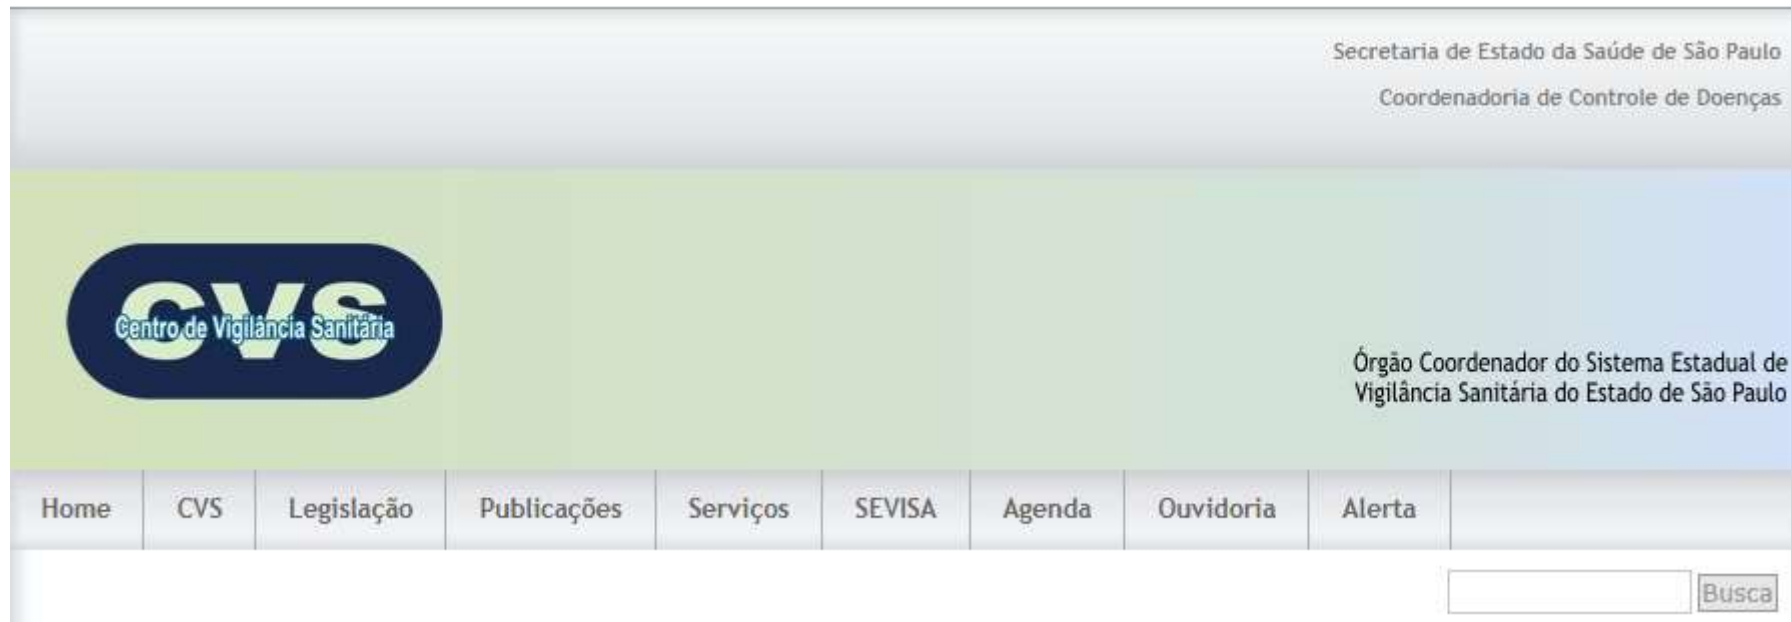 Secretaria de Estado da Saúde de São Paulo
Coordenadoria de Controle de Doenças
CVS
Centro de Vigilância Sanitária
Órgão Coordenador do Sistema Estadual de
Vigilância Sanitária do Estado de São Paulo
Home CVS Legislação Publicações Serviços SEVISA Agenda Ouvidoria Alerta
Busca